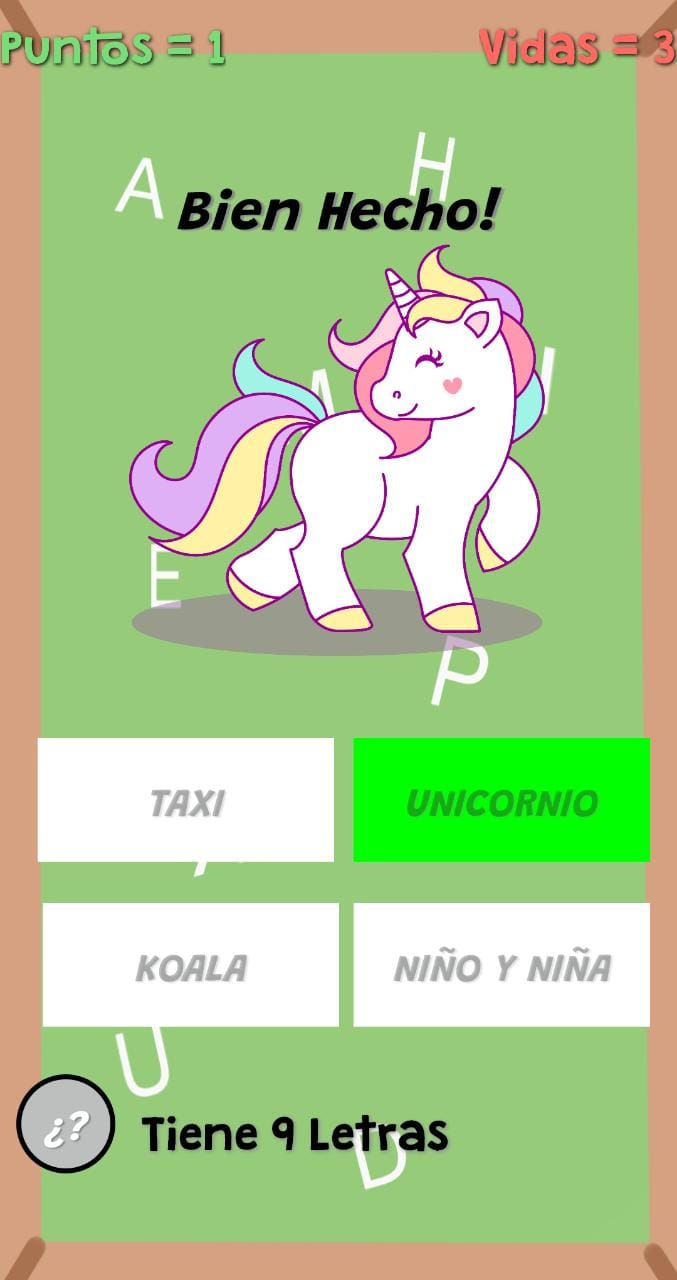 Puntos = 1
Vidas = 3
H
A
Bien Hecho!
A
I
E
P
TAXI
UNICORNIO
KOALA
NIÑO Y NIÑA
U
¿?
Tiene 9 Letras
D